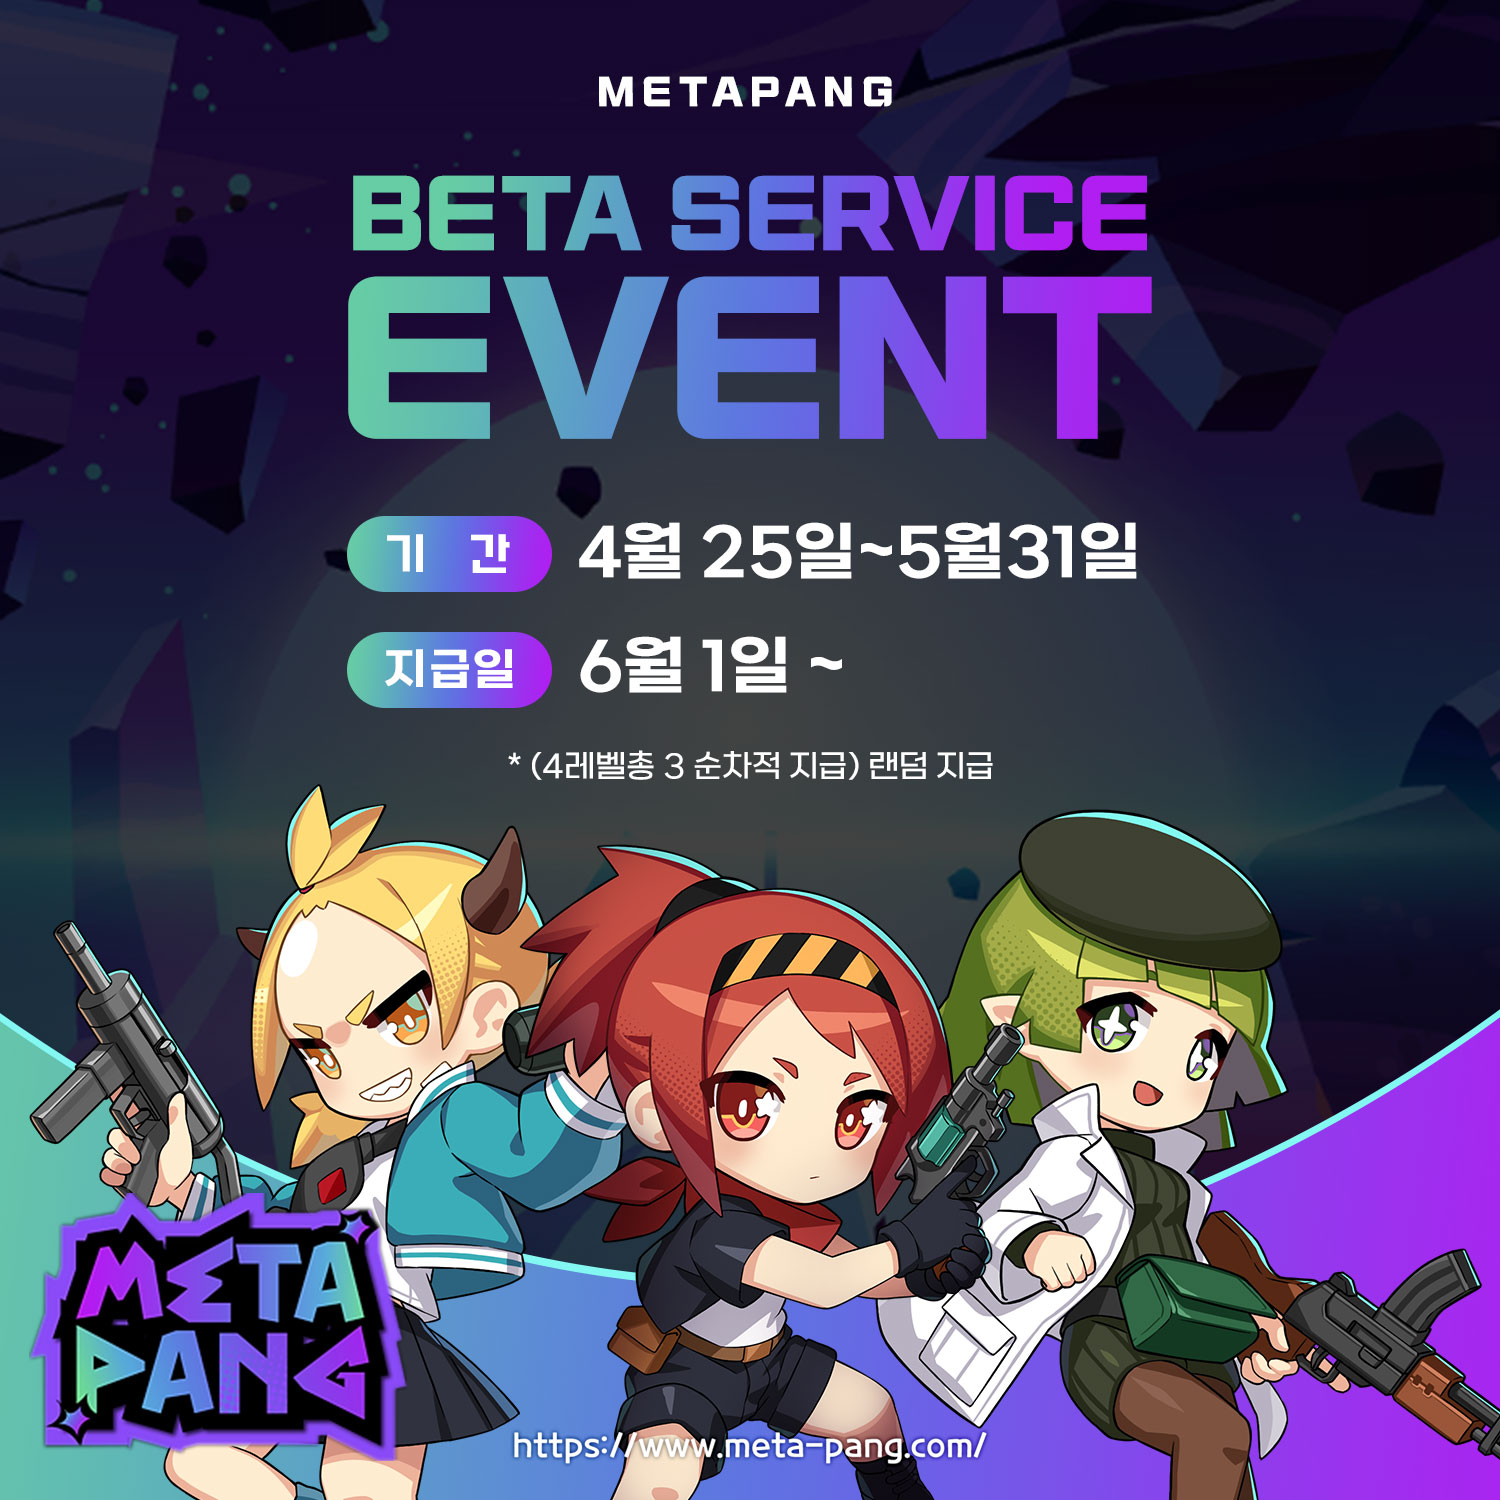 METAPANG
BETA SERVICE
EVENT
기 간 4월 25일~5월31일
지급일 6월 1일 ~
* (4레벨총 3 순차적 지급) 랜덤 지급
META
PANG
https://www.meta-pang.com/